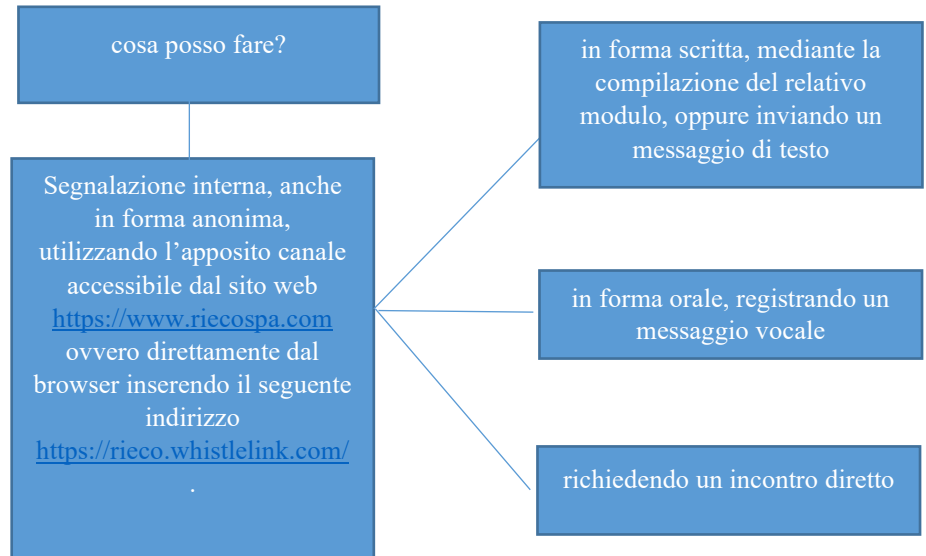 cosa posso fare?
Segnalazione interna, anche
in forma anonima,
utilizzando l’apposito canale
accessibile dal sito web
https://www.riecospa.com
ovvero direttamente dal
browser inserendo il seguente
indirizzo
https://rieco.whistlelink.com/
.
in forma scritta, mediante la
compilazione del relativo
modulo, oppure inviando un
messaggio di testo
in forma orale, registrando un
messaggio vocale
richiedendo un incontro diretto